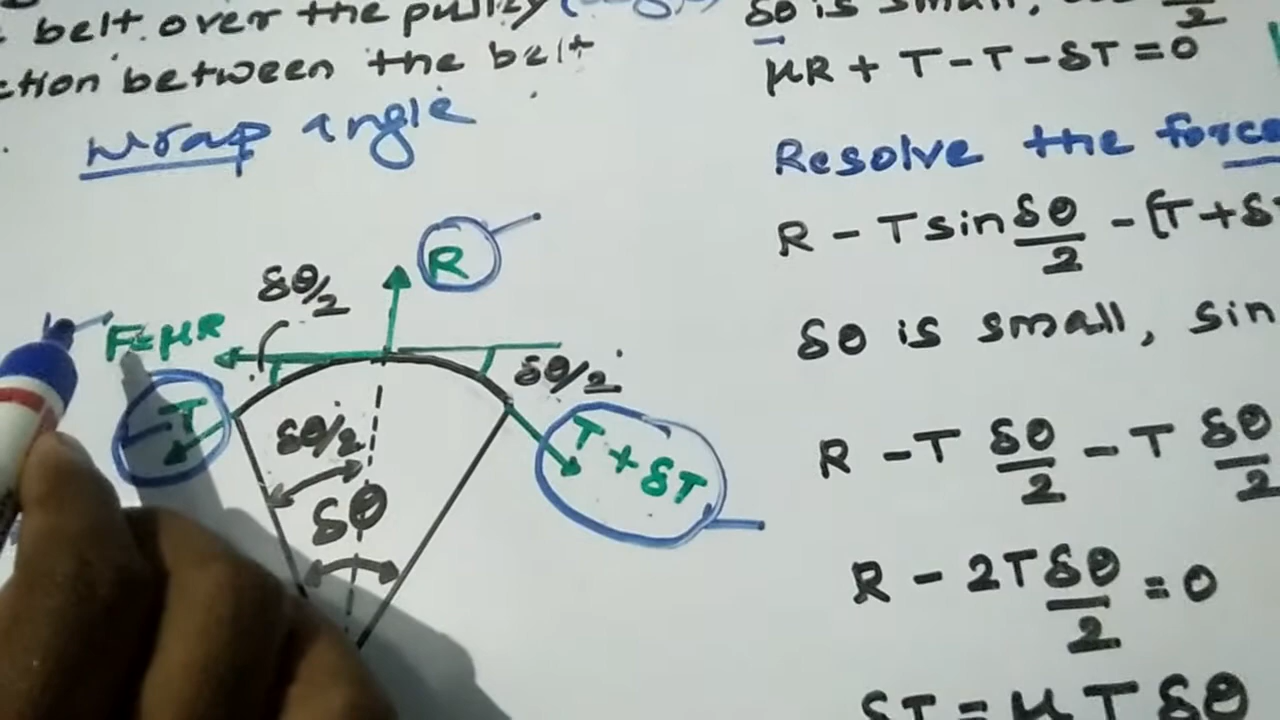 belt over the pulley
ction between the belt
wrap angle
R
δθ/2
F=μR
T
δθ/2
T + δT
δθ/2
δθ
δθ is small,
2
μR + T - T - δT = 0
Resolve the force
R - T sin δθ/2 - (T + δ
δθ is small, sin
R - T δθ/2 - T δθ/2
R - 2T δθ/2 = 0
δT = μ T δθ